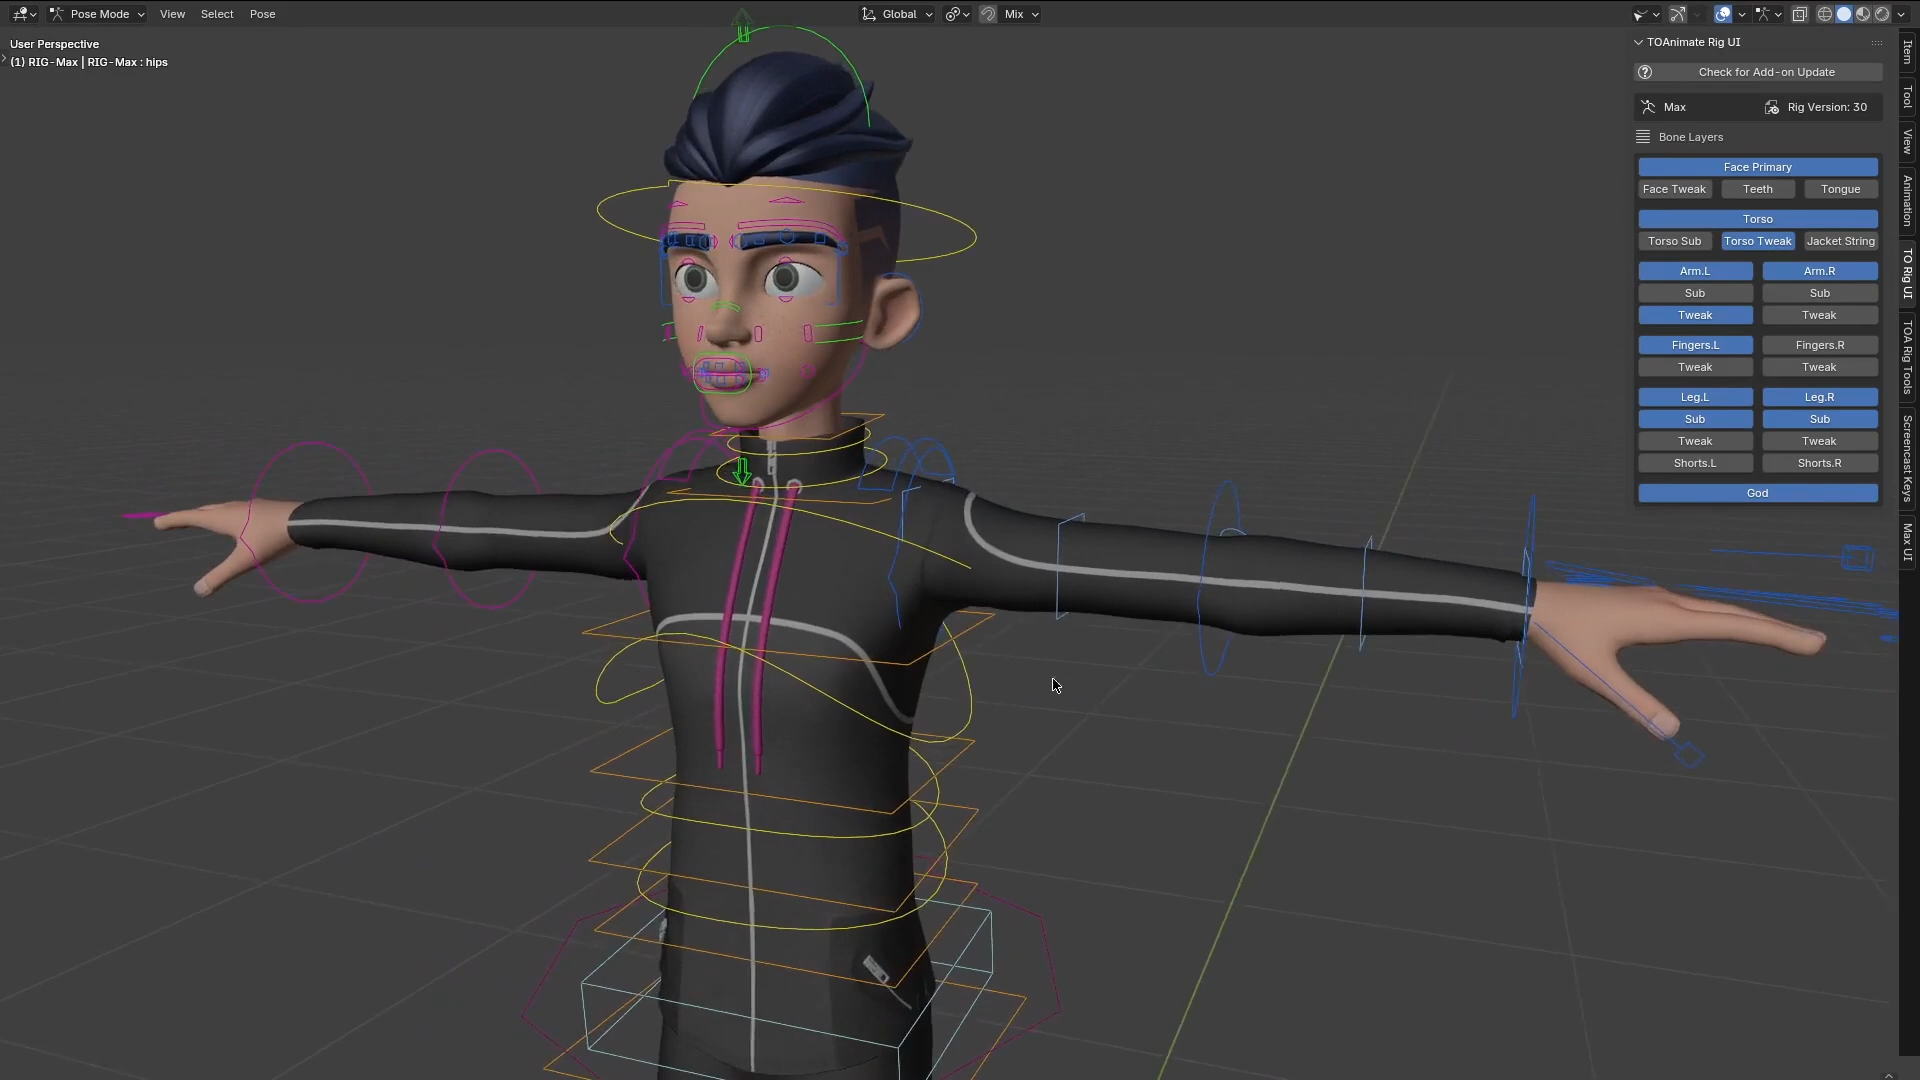 Pose Mode View Select Pose Global Mix
User Perspective
(1) RIG-Max | RIG-Max : hips
TOAnimate Rig UI
Check for Add-on Update
Max Rig Version: 30
Bone Layers
Face Primary
Face Tweak Teeth Tongue
Torso
Torso Sub Torso Tweak Jacket String
Arm.L Arm.R
Sub Sub
Tweak Tweak
Fingers.L Fingers.R
Tweak Tweak
Leg.L Leg.R
Sub Sub
Tweak Tweak
Shorts.L Shorts.R
God
Item
Tool
View
Animation
TO Rig UI
TOA Rig Tools
Screencast Keys
Max UI